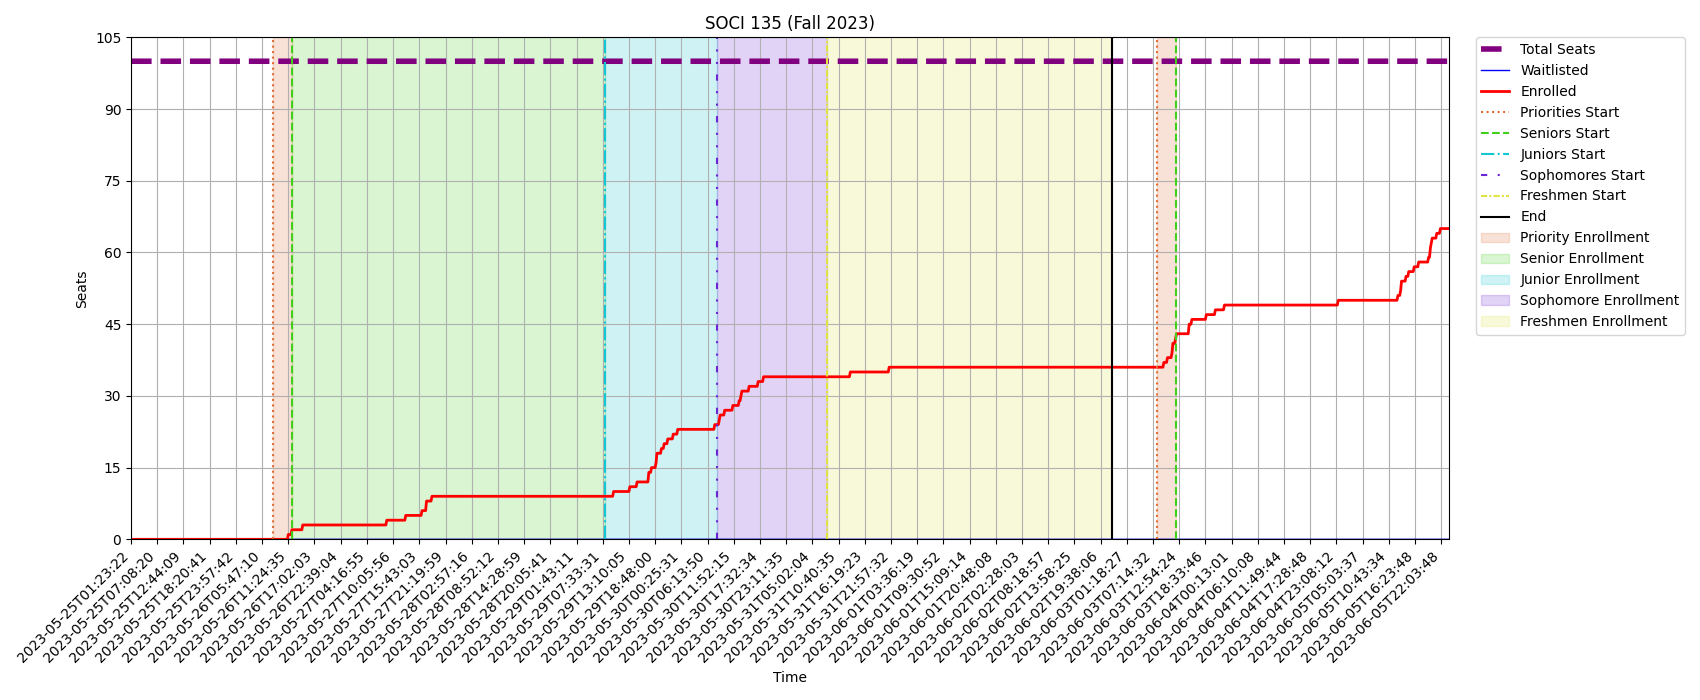 SOCI 135 (Fall 2023)
105
90
75
60
45
30
15
0
Seats
2023-05-25T01:23:22
2023-05-25T07:08:20
2023-05-25T12:44:09
2023-05-25T18:20:41
2023-05-25T23:57:42
2023-05-26T05:47:10
2023-05-26T11:24:35
2023-05-26T17:02:03
2023-05-26T22:39:04
2023-05-27T04:16:55
2023-05-27T10:05:56
2023-05-27T15:43:03
2023-05-27T21:19:59
2023-05-28T02:57:16
2023-05-28T08:52:12
2023-05-28T14:28:59
2023-05-28T20:05:41
2023-05-29T01:43:11
2023-05-29T07:33:31
2023-05-29T13:10:05
2023-05-29T18:48:00
2023-05-30T00:25:31
2023-05-30T06:13:50
2023-05-30T11:52:15
2023-05-30T17:32:34
2023-05-30T23:11:35
2023-05-31T05:02:04
2023-05-31T10:40:35
2023-05-31T16:19:23
2023-05-31T21:57:32
2023-06-01T03:36:19
2023-06-01T09:30:52
2023-06-01T15:09:14
2023-06-01T20:48:08
2023-06-02T02:28:03
2023-06-02T08:18:57
2023-06-02T13:58:25
2023-06-02T19:38:06
2023-06-03T01:18:27
2023-06-03T07:14:32
2023-06-03T12:54:24
2023-06-03T18:33:46
2023-06-04T00:13:01
2023-06-04T06:10:08
2023-06-04T11:49:44
2023-06-04T17:28:48
2023-06-04T23:08:12
2023-06-05T05:03:37
2023-06-05T10:43:34
2023-06-05T16:23:48
2023-06-05T22:03:48
Time
Total Seats
Waitlisted
Enrolled
Priorities Start
Seniors Start
Juniors Start
Sophomores Start
Freshmen Start
End
Priority Enrollment
Senior Enrollment
Junior Enrollment
Sophomore Enrollment
Freshmen Enrollment